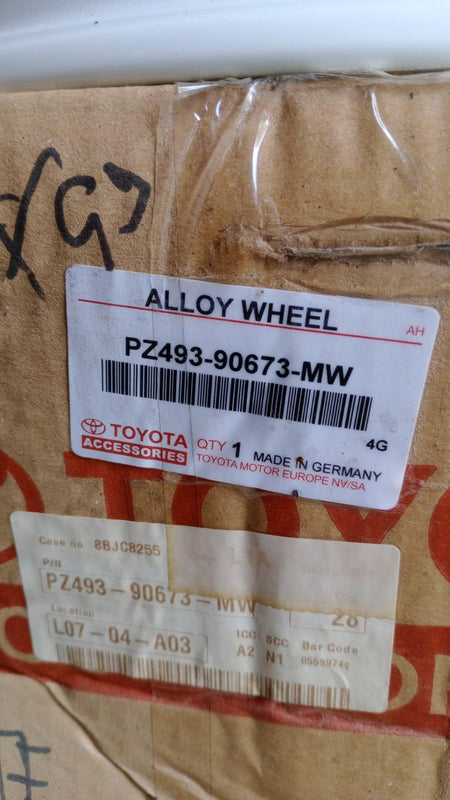 ALLOY WHEEL
AH
PZ493-90673-MW
4G
TOYOTA
ACCESSORIES
QTY 1 MADE IN GERMANY
TOYOTA MOTOR EUROPE NV/SA
TOYO
Case no 8BJC8255
P/N
PZ493-90673-MW
28
Location
L07-04-A03
ICC SCC Bar Code
A2 N1